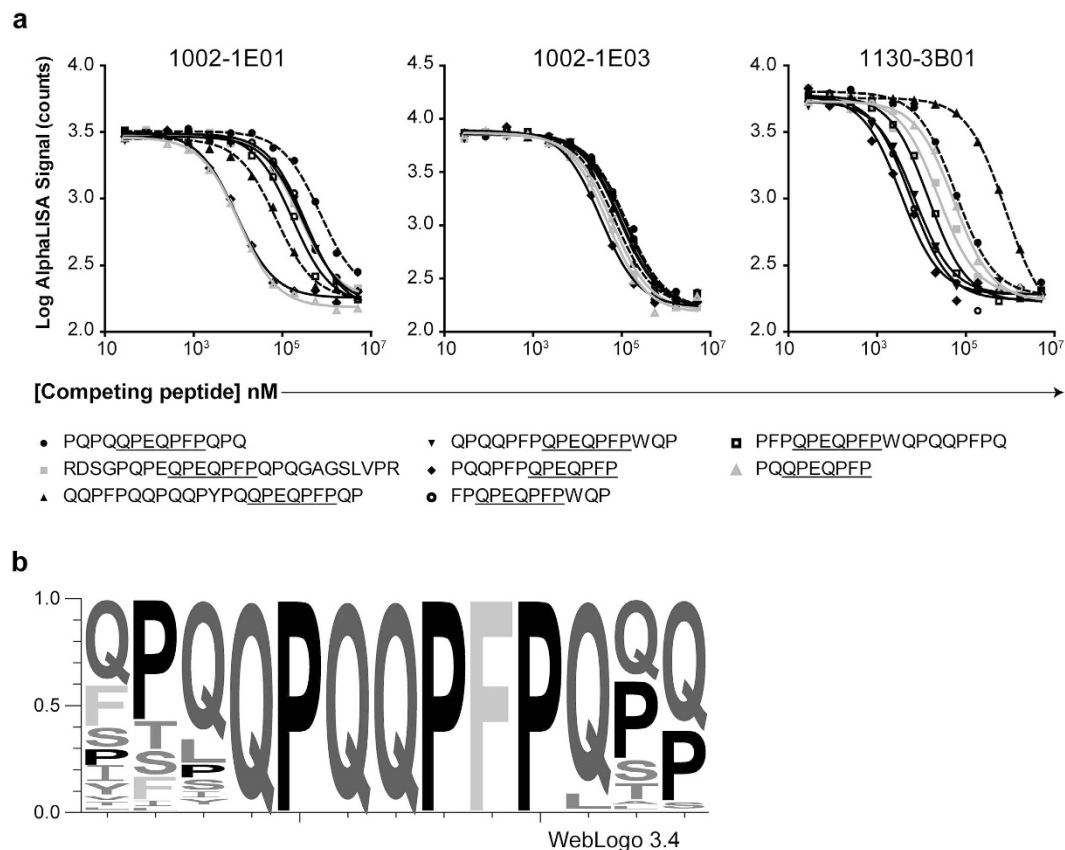 a
1002-1E01 1002-1E03 1130-3B01
Log AlphaLISA Signal (counts)
4.0 4.5 4.0
3.5 4.0 3.5
3.0 3.5 3.0
2.5 3.0 2.5
2.0 2.5 2.0
2.0
10 10³ 10⁵ 10⁷ 10 10³ 10⁵ 10⁷ 10 10³ 10⁵ 10⁷
[Competing peptide] nM
PQPQQPEQPFPQPQ QPQQPFPQPEQPFPWQP PFPQPEQPFPWQPQQPFPQ
RDSGPQPEQPEQPFPQPQGAGSLVPR PQQPFPQPEQPFP PQQPEQPFP
QQPFPQQPQQPYPQQPEQPFPQP FPQPEQPFPWQP
b
1.0
0.5
0.0
Q P Q Q P Q Q P F P Q Q Q
F T L L P P
S S P S S
P F S T
T Y
Y
WebLogo 3.4